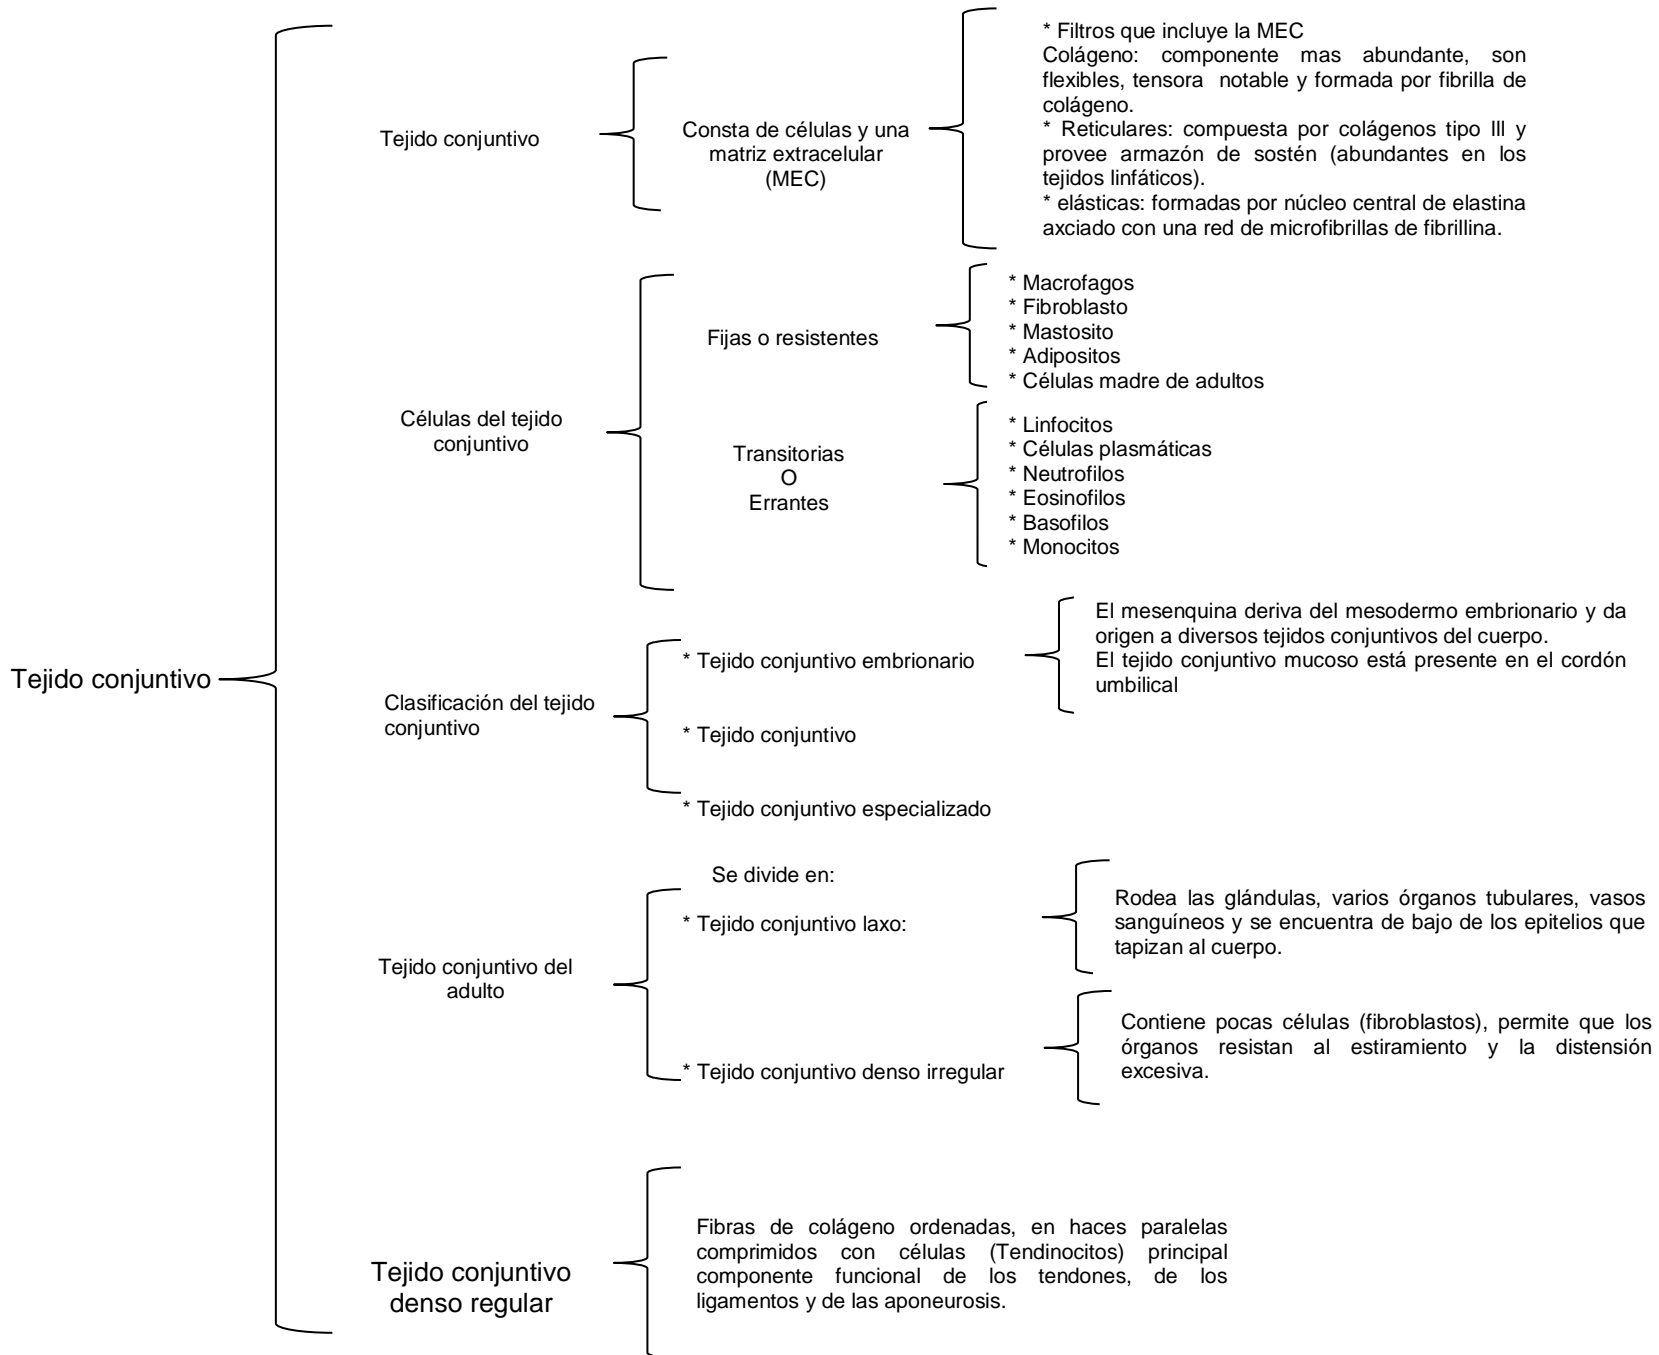 Tejido conjuntivo
Tejido conjuntivo
Consta de células y una
matriz extracelular
(MEC)
* Filtros que incluye la MEC
Colágeno: componente mas abundante, son
flexibles, tensora notable y formada por fibrilla de
colágeno.
* Reticulares: compuesta por colágenos tipo III y
provee armazón de sostén (abundantes en los
tejidos linfáticos).
* elásticas: formadas por núcleo central de elastina
axciado con una red de microfibrillas de fibrillina.
Células del tejido
conjuntivo
Fijas o resistentes
* Macrofagos
* Fibroblasto
* Mastosito
* Adipositos
* Células madre de adultos
Transitorias
O
Errantes
* Linfocitos
* Células plasmáticas
* Neutrofilos
* Eosinofilos
* Basofilos
* Monocitos
Clasificación del tejido
conjuntivo
* Tejido conjuntivo embrionario
El mesenquina deriva del mesodermo embrionario y da
origen a diversos tejidos conjuntivos del cuerpo.
El tejido conjuntivo mucoso está presente en el cordón
umbilical
* Tejido conjuntivo
* Tejido conjuntivo especializado
Tejido conjuntivo del
adulto
Se divide en:
* Tejido conjuntivo laxo:
Rodea las glándulas, varios órganos tubulares, vasos
sanguíneos y se encuentra de bajo de los epitelios que
tapizan al cuerpo.
* Tejido conjuntivo denso irregular
Contiene pocas células (fibroblastos), permite que los
órganos resistan al estiramiento y la distensión
excesiva.
Tejido conjuntivo
denso regular
Fibras de colágeno ordenadas, en haces paralelas
comprimidos con células (Tendinocitos) principal
componente funcional de los tendones, de los
ligamentos y de las aponeurosis.